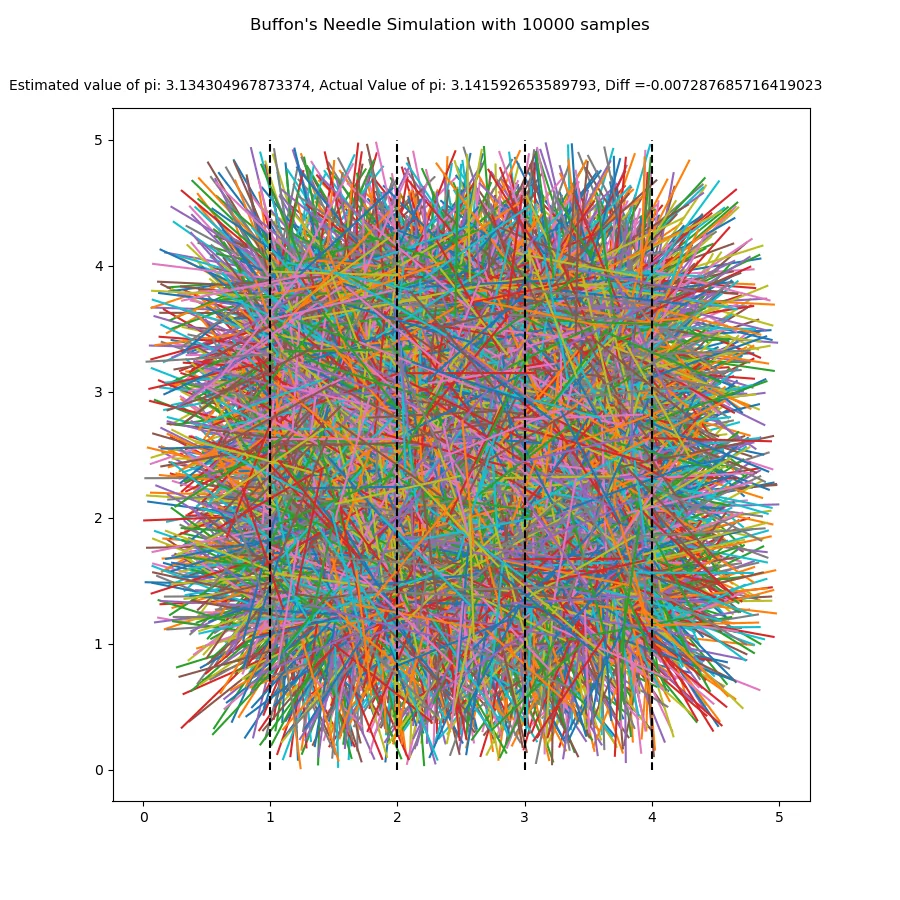 Buffon's Needle Simulation with 10000 samples
Estimated value of pi: 3.134304967873374, Actual Value of pi: 3.141592653589793, Diff =-0.007287685716419023
5
4
3
2
1
0
0 1 2 3 4 5